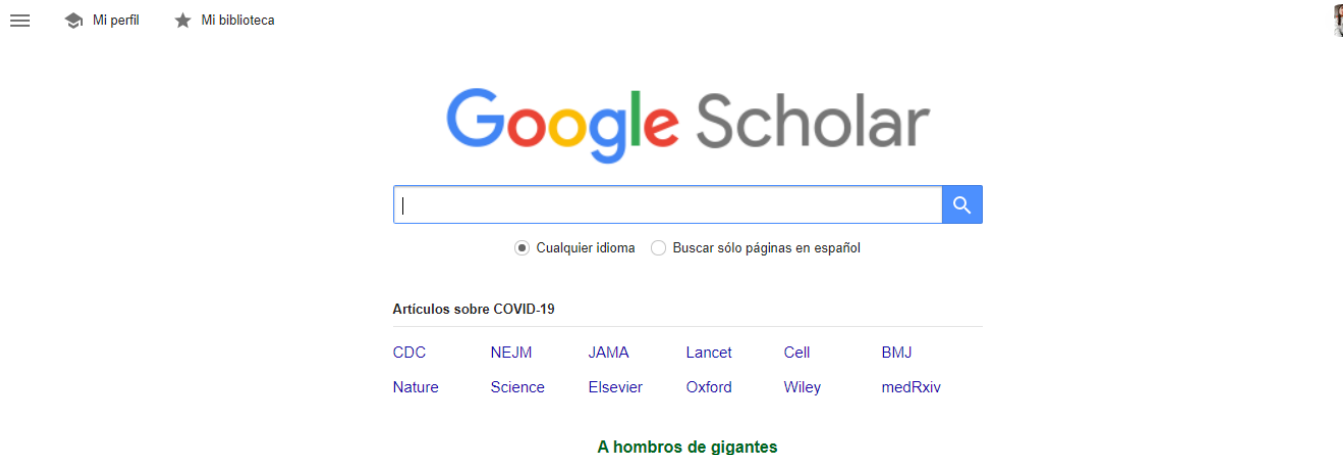 Mi perfil Mi biblioteca
Google Scholar
Cualquier idioma Buscar sólo páginas en español
Artículos sobre COVID-19
CDC NEJM JAMA Lancet Cell BMJ
Nature Science Elsevier Oxford Wiley medRxiv
A hombros de gigantes